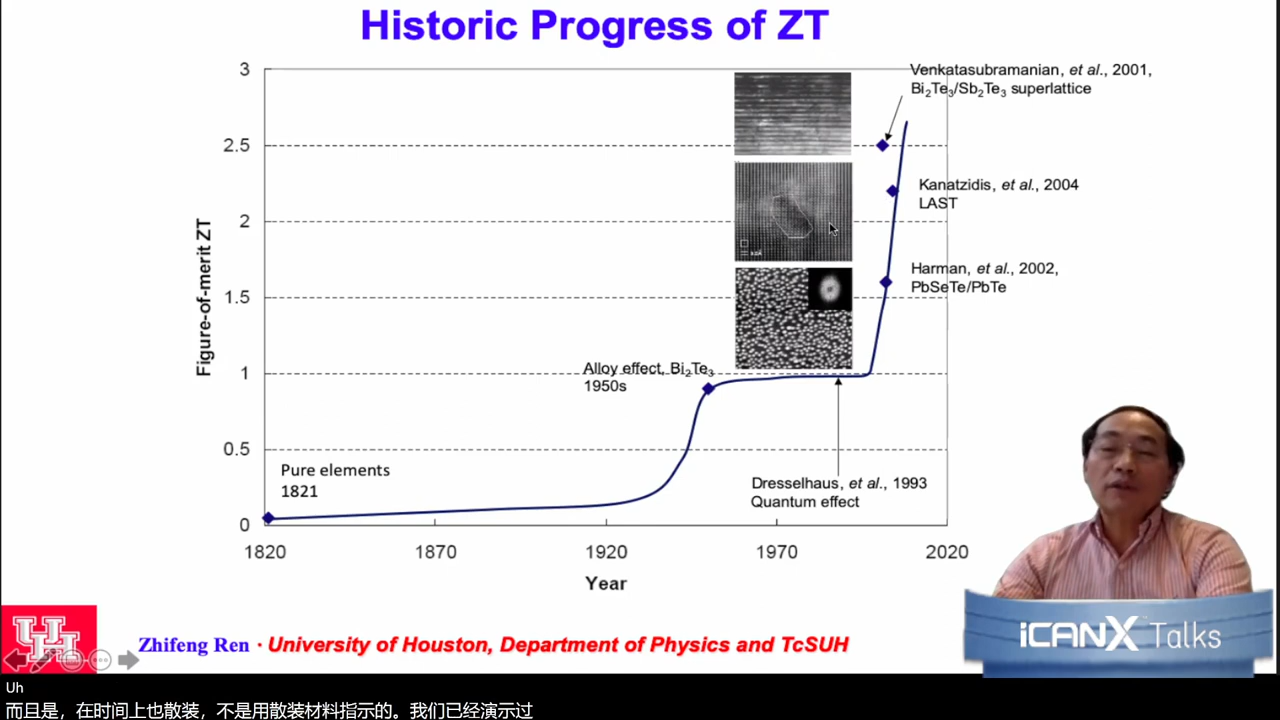 Historic Progress of ZT
3
2.5
2
1.5
1
0.5
0
Figure-of-merit ZT
1820
1870
1920
1970
2020
Year
Venkatasubramanian, et al., 2001,
Bi₂Te₃/Sb₂Te₃ superlattice
Kanatzidis, et al., 2004
LAST
Harman, et al., 2002,
PbSeTe/PbTe
Alloy effect, Bi₂Te₃
1950s
Pure elements
1821
Dresselhaus, et al., 1993
Quantum effect
UH
Zhifeng Ren · University of Houston, Department of Physics and TcSUH
iCANX Talks
Uh
而且是，在时间上也散装，不是用散装材料指示的。我们已经演示过